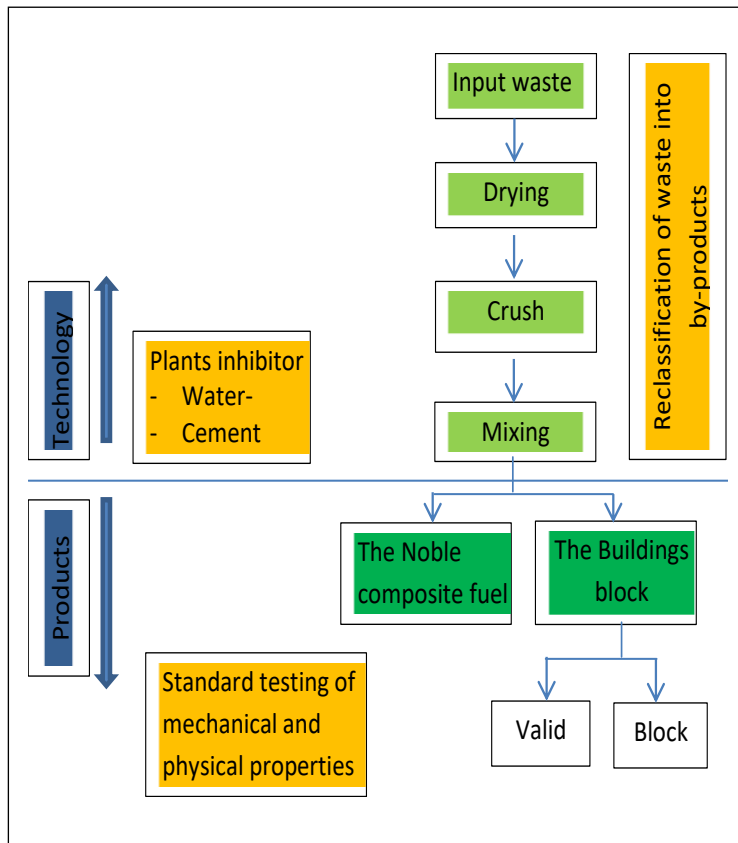 Input waste
Drying
Crush
Mixing
Reclassification of waste into
by-products
Technology
Plants inhibitor
- Water-
- Cement
Products
The Noble
composite fuel
The Buildings
block
Standard testing of
mechanical and
physical properties
Valid
Block